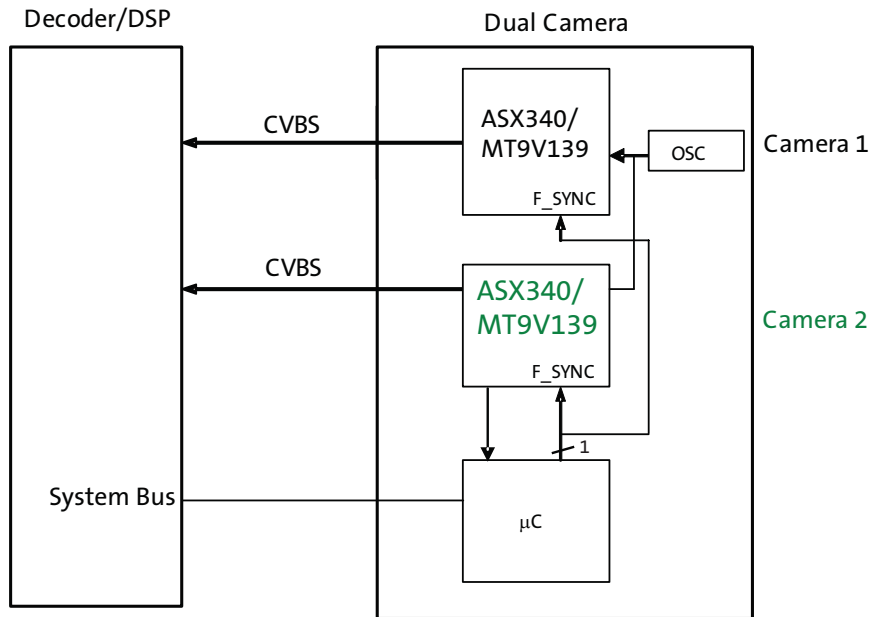 Decoder/DSP
Dual Camera
CVBS
ASX340/
MT9V139
OSC
Camera 1
F_SYNC
CVBS
ASX340/
MT9V139
Camera 2
F_SYNC
1
System Bus
µC